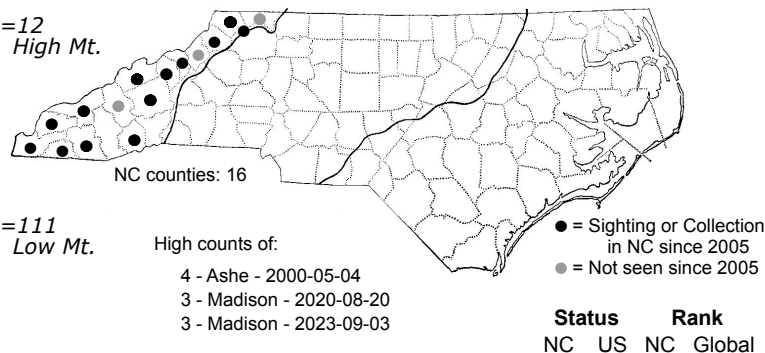 =12
High Mt.
NC counties: 16
=111
Low Mt.
High counts of:
4 - Ashe - 2000-05-04
3 - Madison - 2020-08-20
3 - Madison - 2023-09-03
● = Sighting or Collection
in NC since 2005
● = Not seen since 2005
Status Rank
NC US NC Global